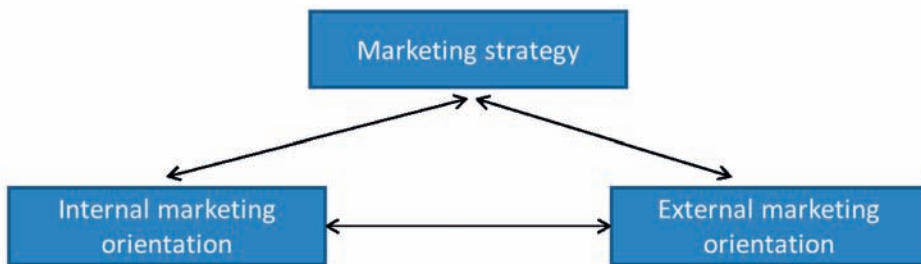 Marketing strategy
Internal marketing
orientation
External marketing
orientation